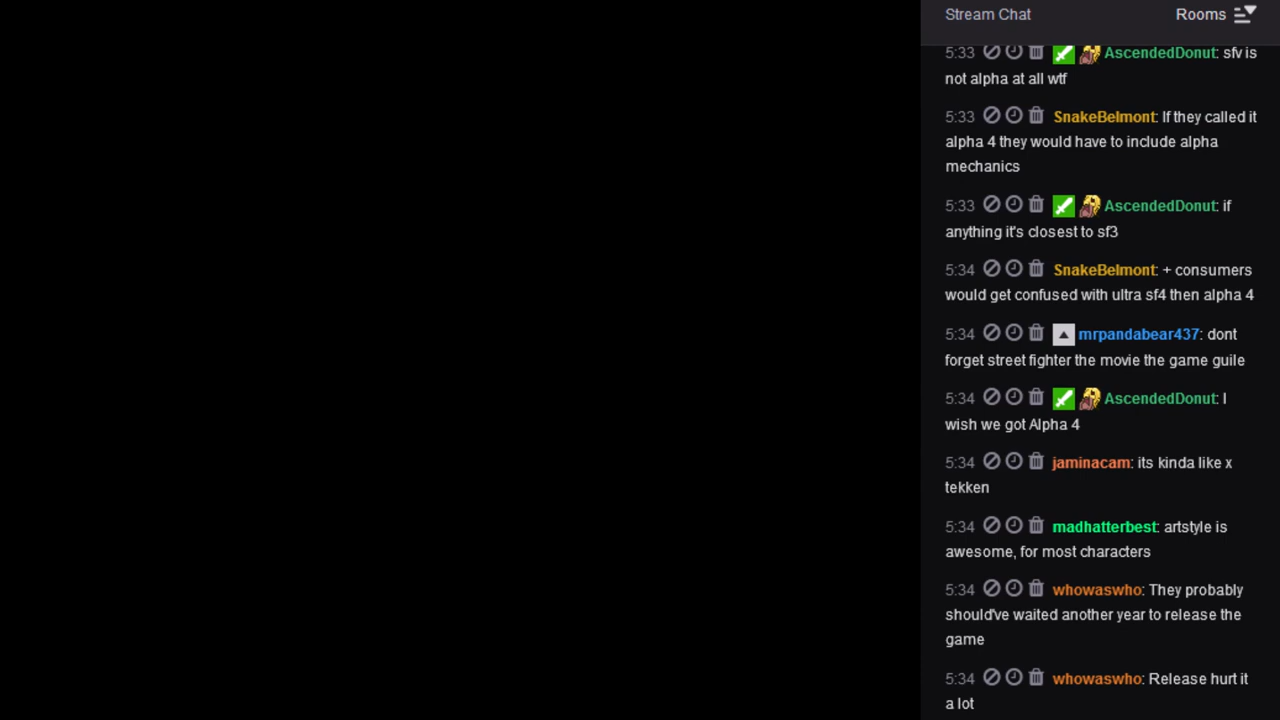 Stream Chat Rooms
5:33 AscendedDonut: sfv is
not alpha at all wtf
5:33 SnakeBelmont: If they called it
alpha 4 they would have to include alpha
mechanics
5:33 AscendedDonut: if
anything it's closest to sf3
5:34 SnakeBelmont: + consumers
would get confused with ultra sf4 then alpha 4
5:34 mrpandabear437: dont
forget street fighter the movie the game guile
5:34 AscendedDonut: I
wish we got Alpha 4
5:34 jaminacam: its kinda like x
tekken
5:34 madhatterbest: artstyle is
awesome, for most characters
5:34 whowaswho: They probably
should've waited another year to release the
game
5:34 whowaswho: Release hurt it
a lot